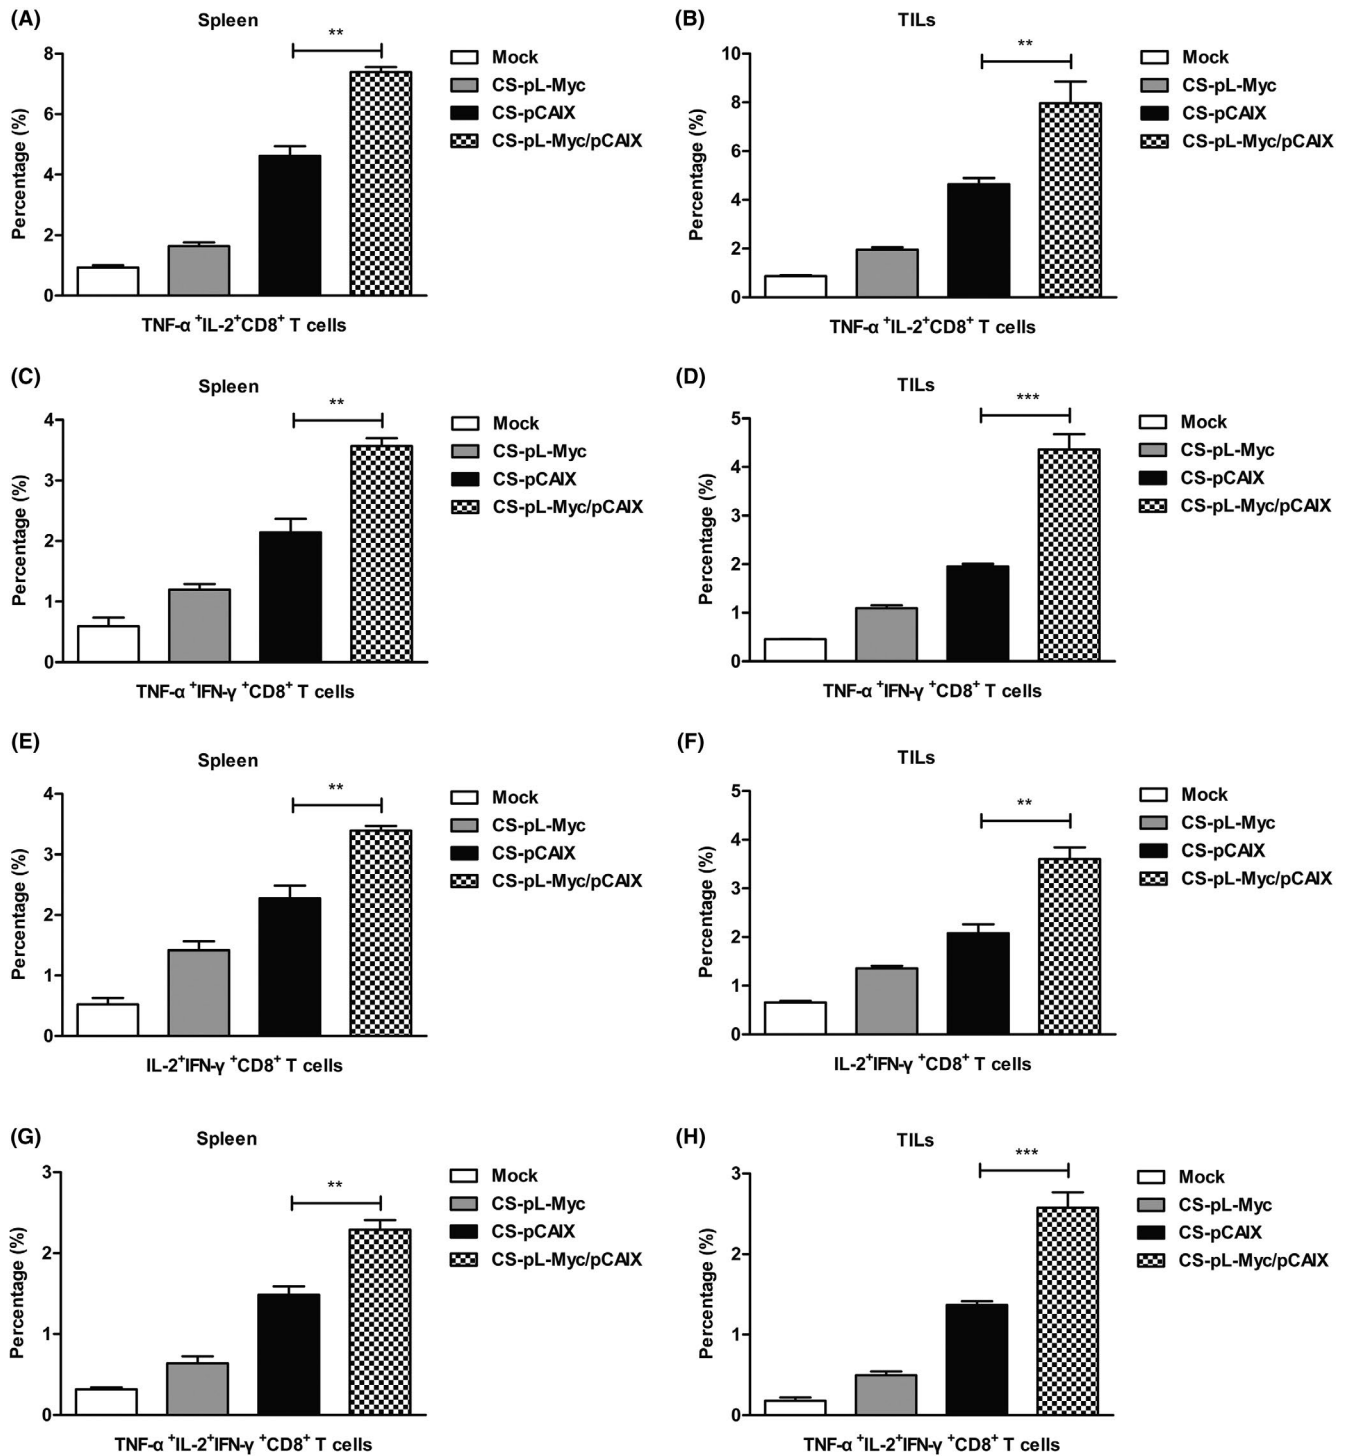 (A)
Spleen
**
8
6
4
2
0
Percentage (%)
Mock
CS-pL-Myc
CS-pCAIX
CS-pL-Myc/pCAIX
TNF-α ⁺IL-2⁺CD8⁺ T cells
(B)
TILs
**
10
8
6
4
2
0
Percentage (%)
Mock
CS-pL-Myc
CS-pCAIX
CS-pL-Myc/pCAIX
TNF-α ⁺IL-2⁺CD8⁺ T cells
(C)
Spleen
**
4
3
2
1
0
Percentage (%)
Mock
CS-pL-Myc
CS-pCAIX
CS-pL-Myc/pCAIX
TNF-α ⁺IFN-γ ⁺CD8⁺ T cells
(D)
TILs
***
5
4
3
2
1
0
Percentage (%)
Mock
CS-pL-Myc
CS-pCAIX
CS-pL-Myc/pCAIX
TNF-α ⁺IFN-γ ⁺CD8⁺ T cells
(E)
Spleen
**
4
3
2
1
0
Percentage (%)
Mock
CS-pL-Myc
CS-pCAIX
CS-pL-Myc/pCAIX
IL-2⁺IFN-γ ⁺CD8⁺ T cells
(F)
TILs
**
5
4
3
2
1
0
Percentage (%)
Mock
CS-pL-Myc
CS-pCAIX
CS-pL-Myc/pCAIX
IL-2⁺IFN-γ ⁺CD8⁺ T cells
(G)
Spleen
**
3
2
1
0
Percentage (%)
Mock
CS-pL-Myc
CS-pCAIX
CS-pL-Myc/pCAIX
TNF-α ⁺IL-2⁺IFN-γ ⁺CD8⁺ T cells
(H)
TILs
***
3
2
1
0
Percentage (%)
Mock
CS-pL-Myc
CS-pCAIX
CS-pL-Myc/pCAIX
TNF-α ⁺IL-2⁺IFN-γ ⁺CD8⁺ T cells